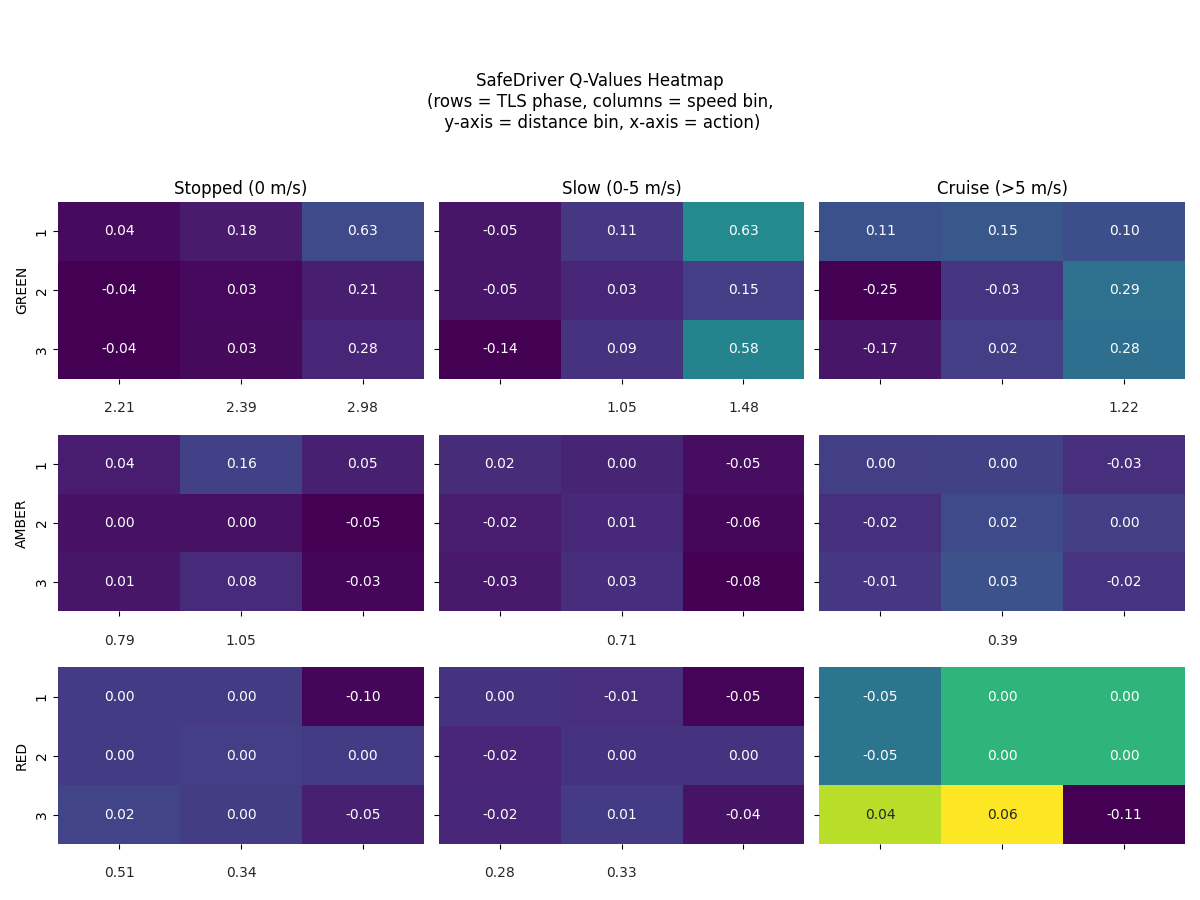 SafeDriver Q-Values Heatmap
(rows = TLS phase, columns = speed bin,
y-axis = distance bin, x-axis = action)
Stopped (0 m/s) Slow (0-5 m/s) Cruise (>5 m/s)
GREEN
1 0.04 0.18 0.63 -0.05 0.11 0.63 0.11 0.15 0.10
2 -0.04 0.03 0.21 -0.05 0.03 0.15 -0.25 -0.03 0.29
3 -0.04 0.03 0.28 -0.14 0.09 0.58 -0.17 0.02 0.28
2.21 2.39 2.98 1.05 1.48 1.22
AMBER
1 0.04 0.16 0.05 0.02 0.00 -0.05 0.00 0.00 -0.03
2 0.00 0.00 -0.05 -0.02 0.01 -0.06 -0.02 0.02 0.00
3 0.01 0.08 -0.03 -0.03 0.03 -0.08 -0.01 0.03 -0.02
0.79 1.05 0.71 0.39
RED
1 0.00 0.00 -0.10 0.00 -0.01 -0.05 -0.05 0.00 0.00
2 0.00 0.00 0.00 -0.02 0.00 0.00 -0.05 0.00 0.00
3 0.02 0.00 -0.05 -0.02 0.01 -0.04 0.04 0.06 -0.11
0.51 0.34 0.28 0.33